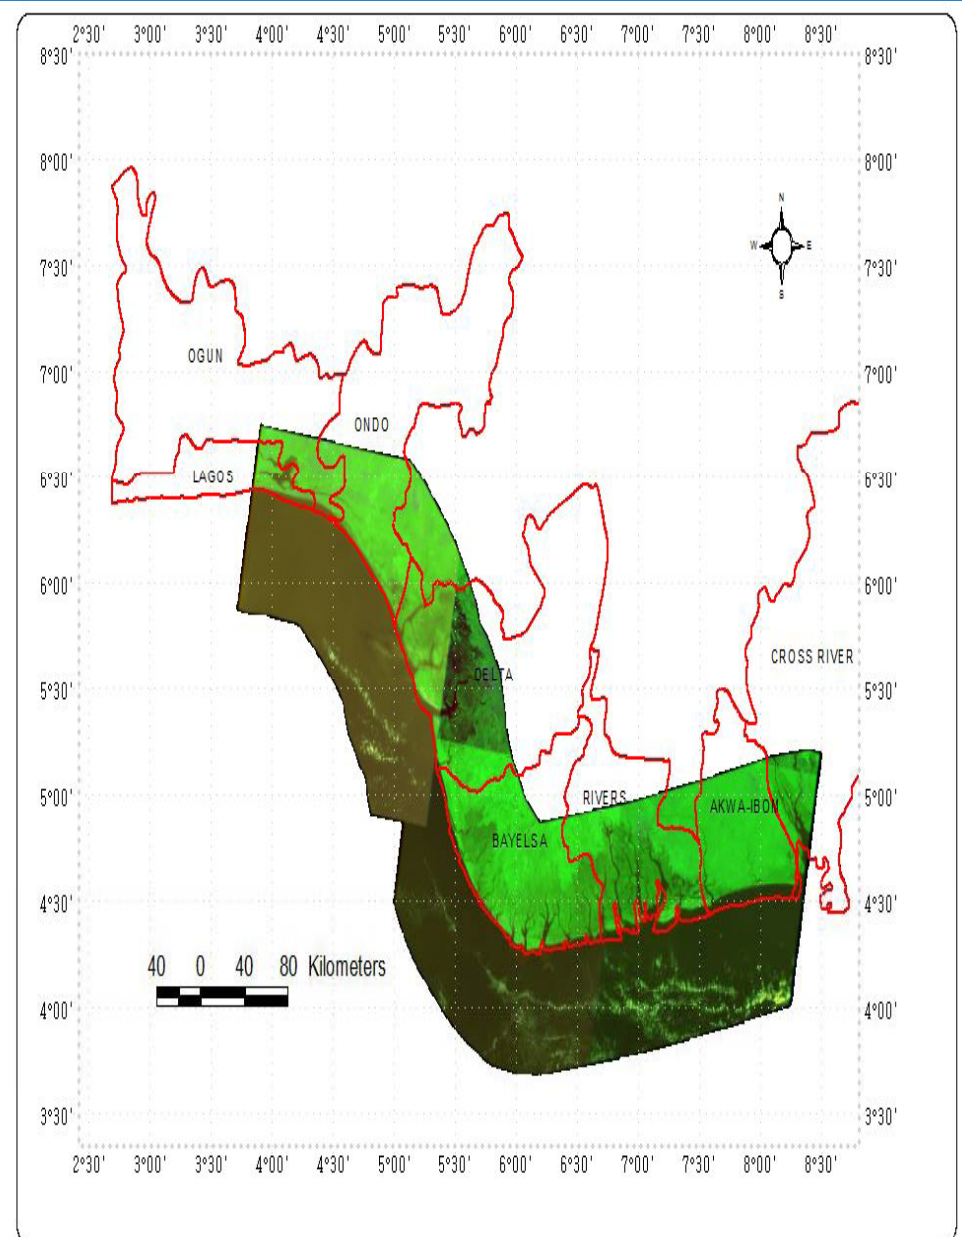 2°30' 3°00' 3°30' 4°00' 4°30' 5°00' 5°30' 6°00' 6°30' 7°00' 7°30' 8°00' 8°30'
8°30' 8°30'
8°00' 8°00'
N
W E
S
7°30' 7°30'
OGUN
7°00' 7°00'
ONDO
6°30' LAGOS 6°30'
6°00' 6°00'
CROSS RIVER
DELTA
5°30' 5°30'
5°00' RIVERS AKWA-IBOM 5°00'
BAYELSA
4°30' 4°30'
40 0 40 80 Kilometers
4°00' 4°00'
3°30' 3°30'
2°30' 3°00' 3°30' 4°00' 4°30' 5°00' 5°30' 6°00' 6°30' 7°00' 7°30' 8°00' 8°30'